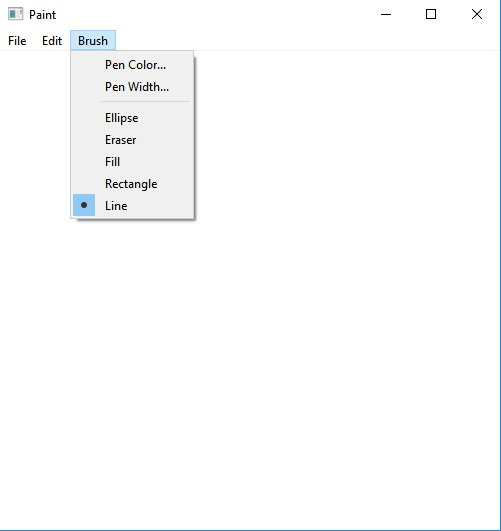 Paint
File Edit Brush
Pen Color...
Pen Width...
Ellipse
Eraser
Fill
Rectangle
Line